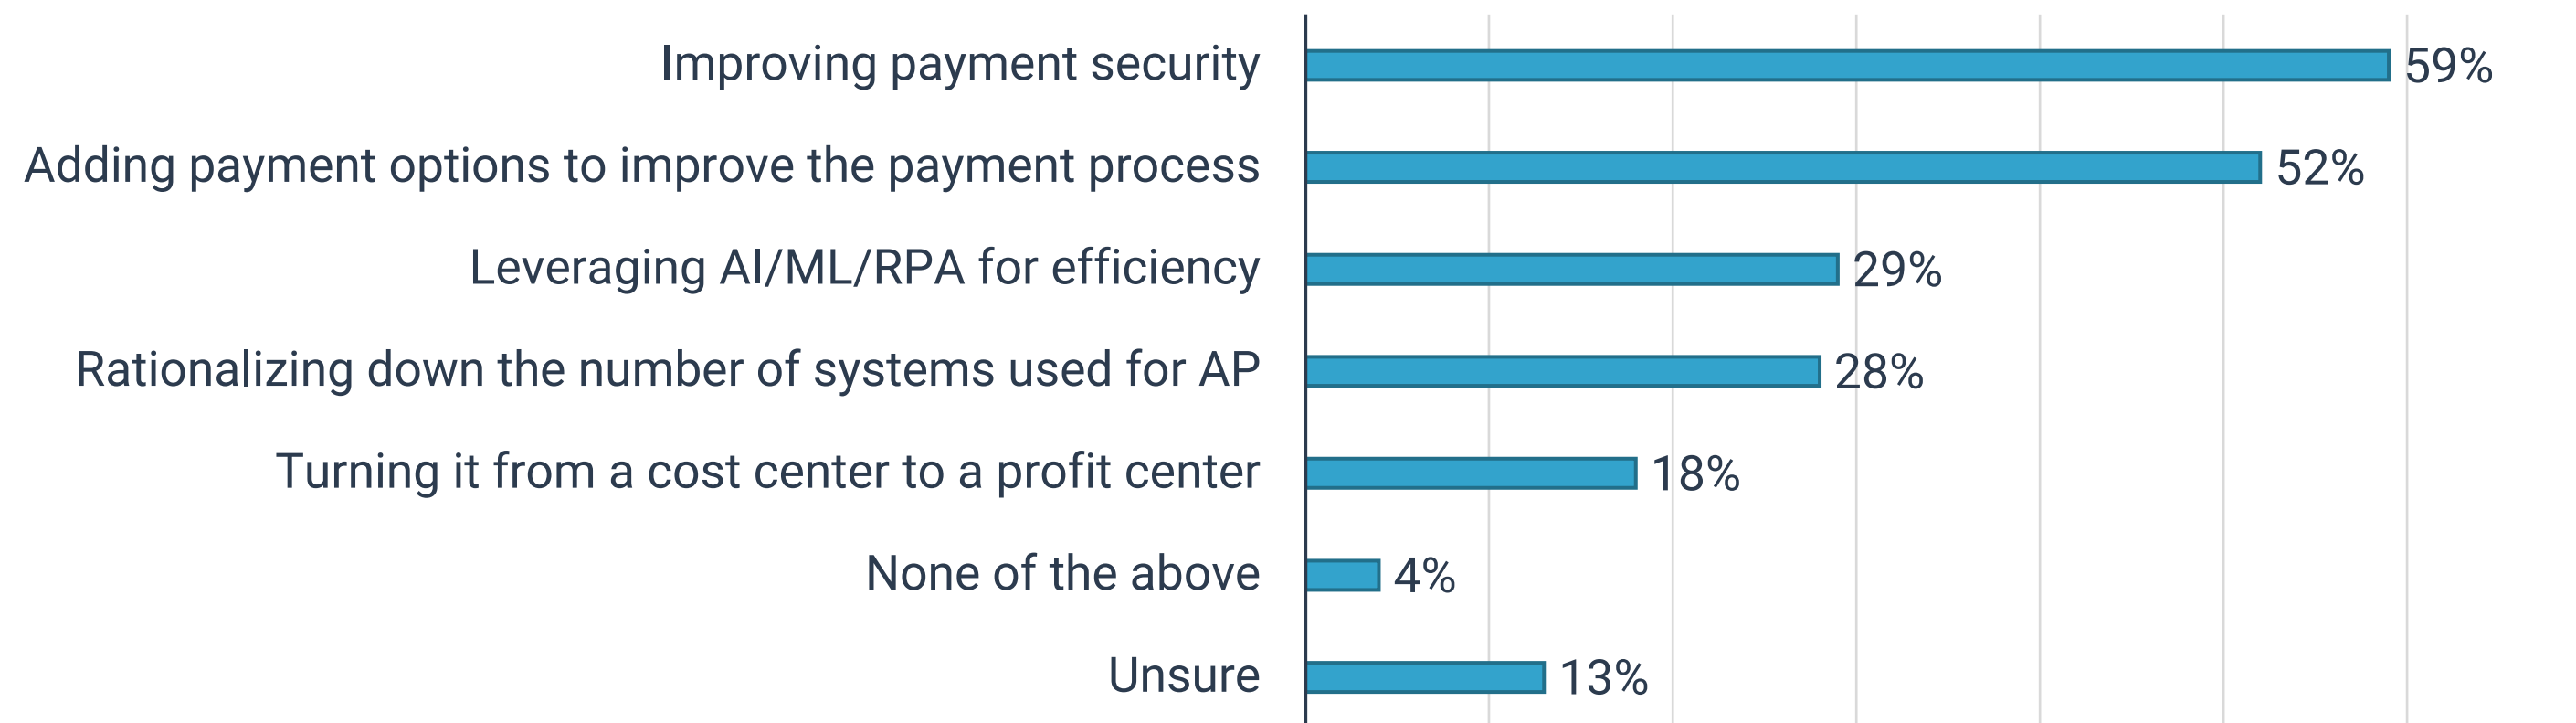 Improving payment security 59%
Adding payment options to improve the payment process 52%
Leveraging AI/ML/RPA for efficiency 29%
Rationalizing down the number of systems used for AP 28%
Turning it from a cost center to a profit center 18%
None of the above 4%
Unsure 13%